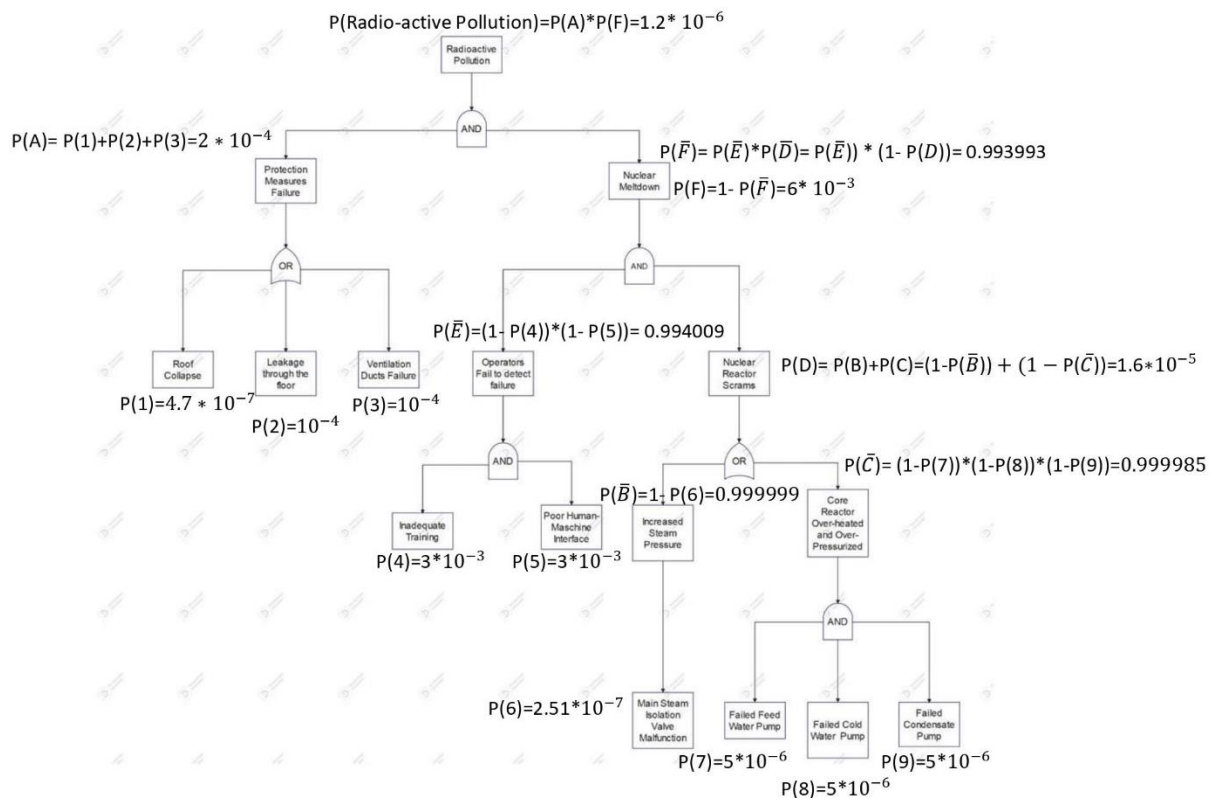 P(Radio-active Pollution)=P(A)*P(F)=1.2* 10⁻⁶
Radioactive
Pollution
AND
P(A)= P(1)+P(2)+P(3)=2 * 10⁻⁴
P(F̄)= P(Ē)*P(D̄)= P(Ē)) * (1- P(D))= 0.993993
Protection
Measures
Failure
Nuclear
Meltdown
P(F)=1- P(F̄)=6* 10⁻³
OR
AND
P(Ē)=(1- P(4))*(1- P(5))= 0.994009
Roof
Collapse
Leakage
through the
floor
Ventilation
Ducts Failure
Operators
Fail to detect
failure
Nuclear
Reactor
Scrams
P(D)= P(B)+P(C)=(1-P(B̄)) + (1 − P(C̄))=1.6*10⁻⁵
P(1)=4.7 * 10⁻⁷
P(2)=10⁻⁴
P(3)=10⁻⁴
AND
OR
P(C̄)= (1-P(7))*(1-P(8))*(1-P(9))=0.999985
P(B̄)=1- P(6)=0.999999
Inadequate
Training
Poor Human-
Maschine
Interface
Increased
Steam
Pressure
Core
Reactor
Over-heated
and Over-
Pressurized
P(4)=3*10⁻³
P(5)=3*10⁻³
AND
P(6)=2.51*10⁻⁷
Main Steam
Isolation
Valve
Malfunction
Failed Feed
Water Pump
Failed Cold
Water Pump
Failed
Condensate
Pump
P(7)=5*10⁻⁶
P(8)=5*10⁻⁶
P(9)=5*10⁻⁶